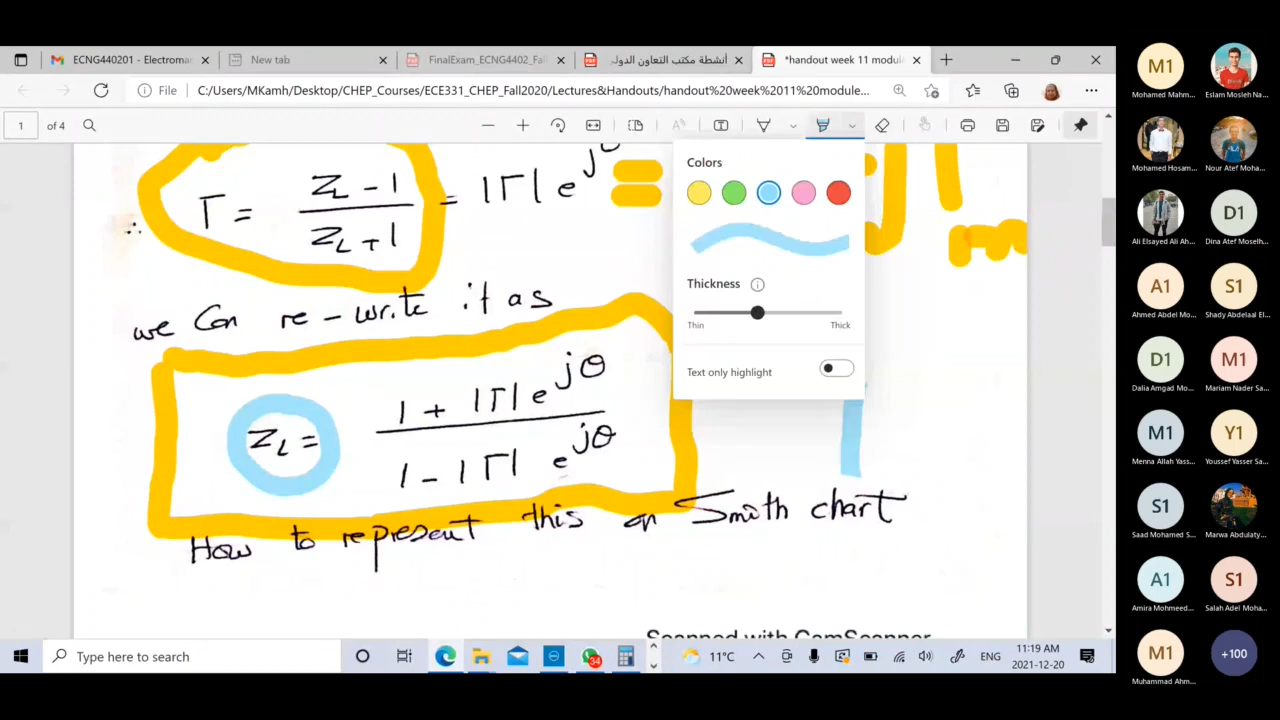 ECNG440201 - Electroma
New tab
FinalExam_ECNG4402_Fall
أنشطة مكتب التعاون الدول
*handout week 11 modul
File
C:/Users/MKamh/Desktop/CHEP_Courses/ECE331_CHEP_Fall2020/Lectures&Handouts/handout%20week%2011%20module...
1 of 4
Colors
Thickness
Thin
Thick
Text only highlight
∴ Γ = (ZL - 1) / (ZL + 1) = |Γ| e^jθ =
we Can re-write it as
ZL = (1 + |Γ| e^jθ) / (1 - |Γ| e^jθ)
How to represent this on Smith chart
Scanned with CamScanner
Type here to search
34
11°C
ENG
11:19 AM
2021-12-20
M1
Mohamed Mahm...
Eslam Mosleh Na...
Mohamed Hosam...
Nour Atef Moha...
Ali Elsayed Ali Ah...
D1
Dina Atef Moselh...
A1
Ahmed Abdel Mo...
S1
Shady Abdelaal El...
D1
Dalia Amgad Mo...
M1
Mariam Nader Sa...
M1
Menna Allah Yass...
Y1
Youssef Yasser Sa...
S1
Saad Mohamed S...
Marwa Abdulaty...
A1
Amira Mohmeed...
S1
Salah Adel Moha...
M1
Muhammad Ahm...
+100